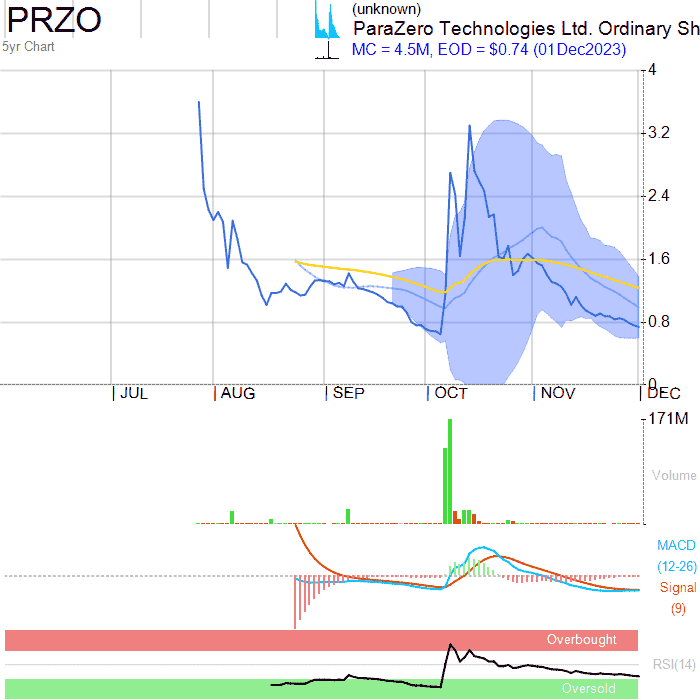 PRZO
5yr Chart
(unknown)
ParaZero Technologies Ltd. Ordinary Sh
MC = 4.5M, EOD = $0.74 (01Dec2023)
4
3.2
2.4
1.6
0.8
0
JUL AUG SEP OCT NOV DEC
171M
Volume
MACD
(12-26)
Signal
(9)
Overbought
RSI(14)
Oversold